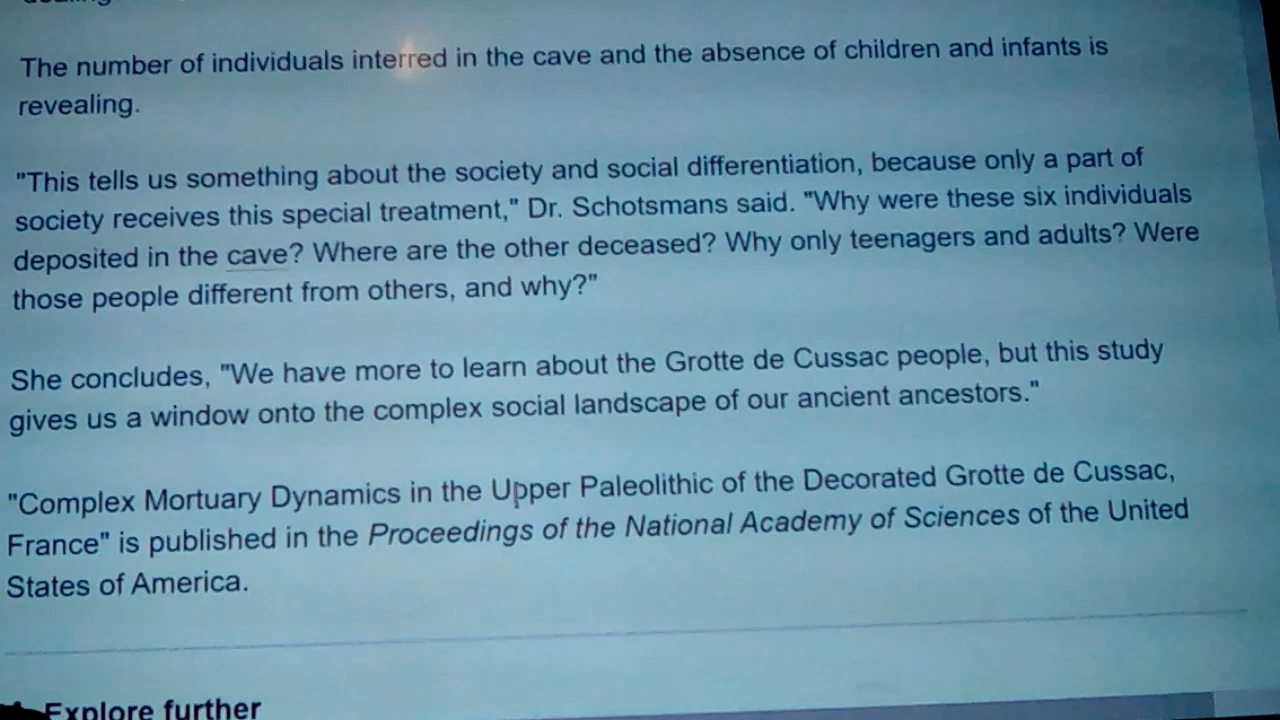 The number of individuals interred in the cave and the absence of children and infants is
revealing.
"This tells us something about the society and social differentiation, because only a part of
society receives this special treatment," Dr. Schotsmans said. "Why were these six individuals
deposited in the cave? Where are the other deceased? Why only teenagers and adults? Were
those people different from others, and why?"
She concludes, "We have more to learn about the Grotte de Cussac people, but this study
gives us a window onto the complex social landscape of our ancient ancestors."
"Complex Mortuary Dynamics in the Upper Paleolithic of the Decorated Grotte de Cussac,
France" is published in the Proceedings of the National Academy of Sciences of the United
States of America.
Explore further